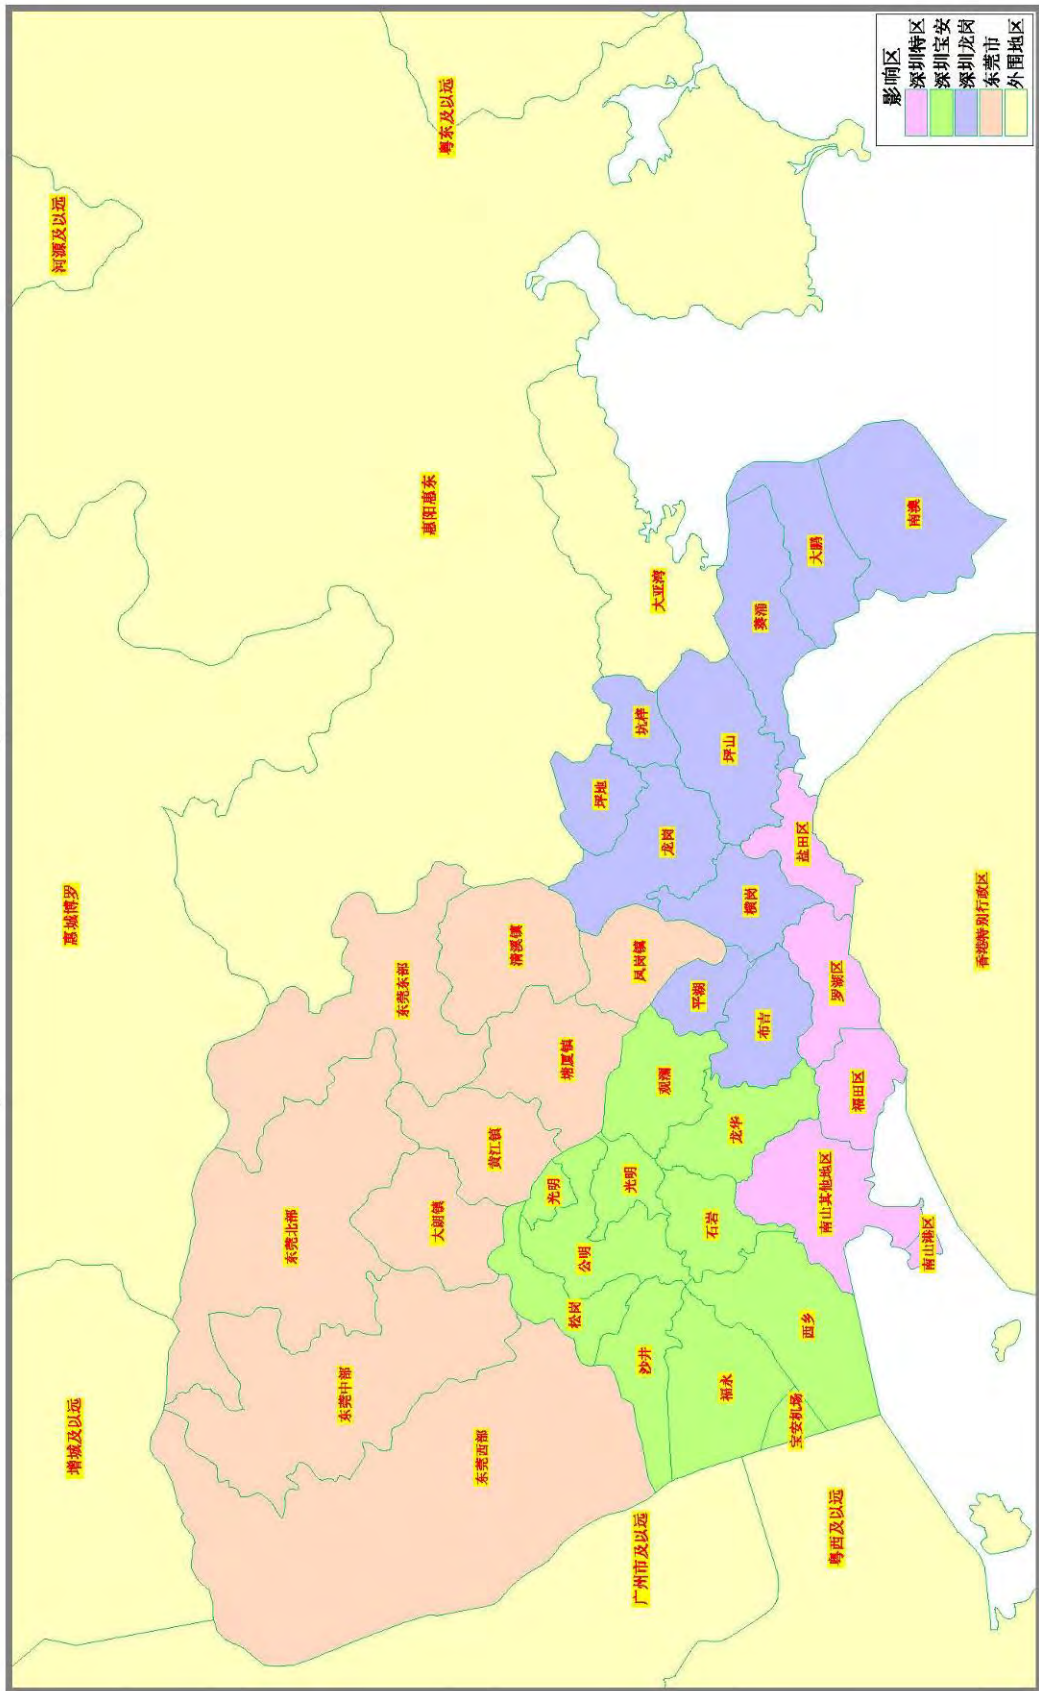 增城及以远
惠城博罗
河源及以远
东莞北部
东莞中部
东莞东部
惠阳惠东
大朗镇
粤东及以远
东莞西部
黄江镇
清溪镇
光明
塘厦镇
松岗
公明
坪地
光明
广州市及以远
凤岗镇
坑梓
沙井
大亚湾
观澜
龙岗
平湖
石岩
福永
坪山
龙华
横岗
葵涌
布吉
宝安机场
盐田区
西乡
大鹏
南山其他地区
粤西及以远
罗湖区
福田区
南澳
南山港区
香港特别行政区
影响区
深圳特区
深圳宝安
深圳龙岗
东莞市
外围地区